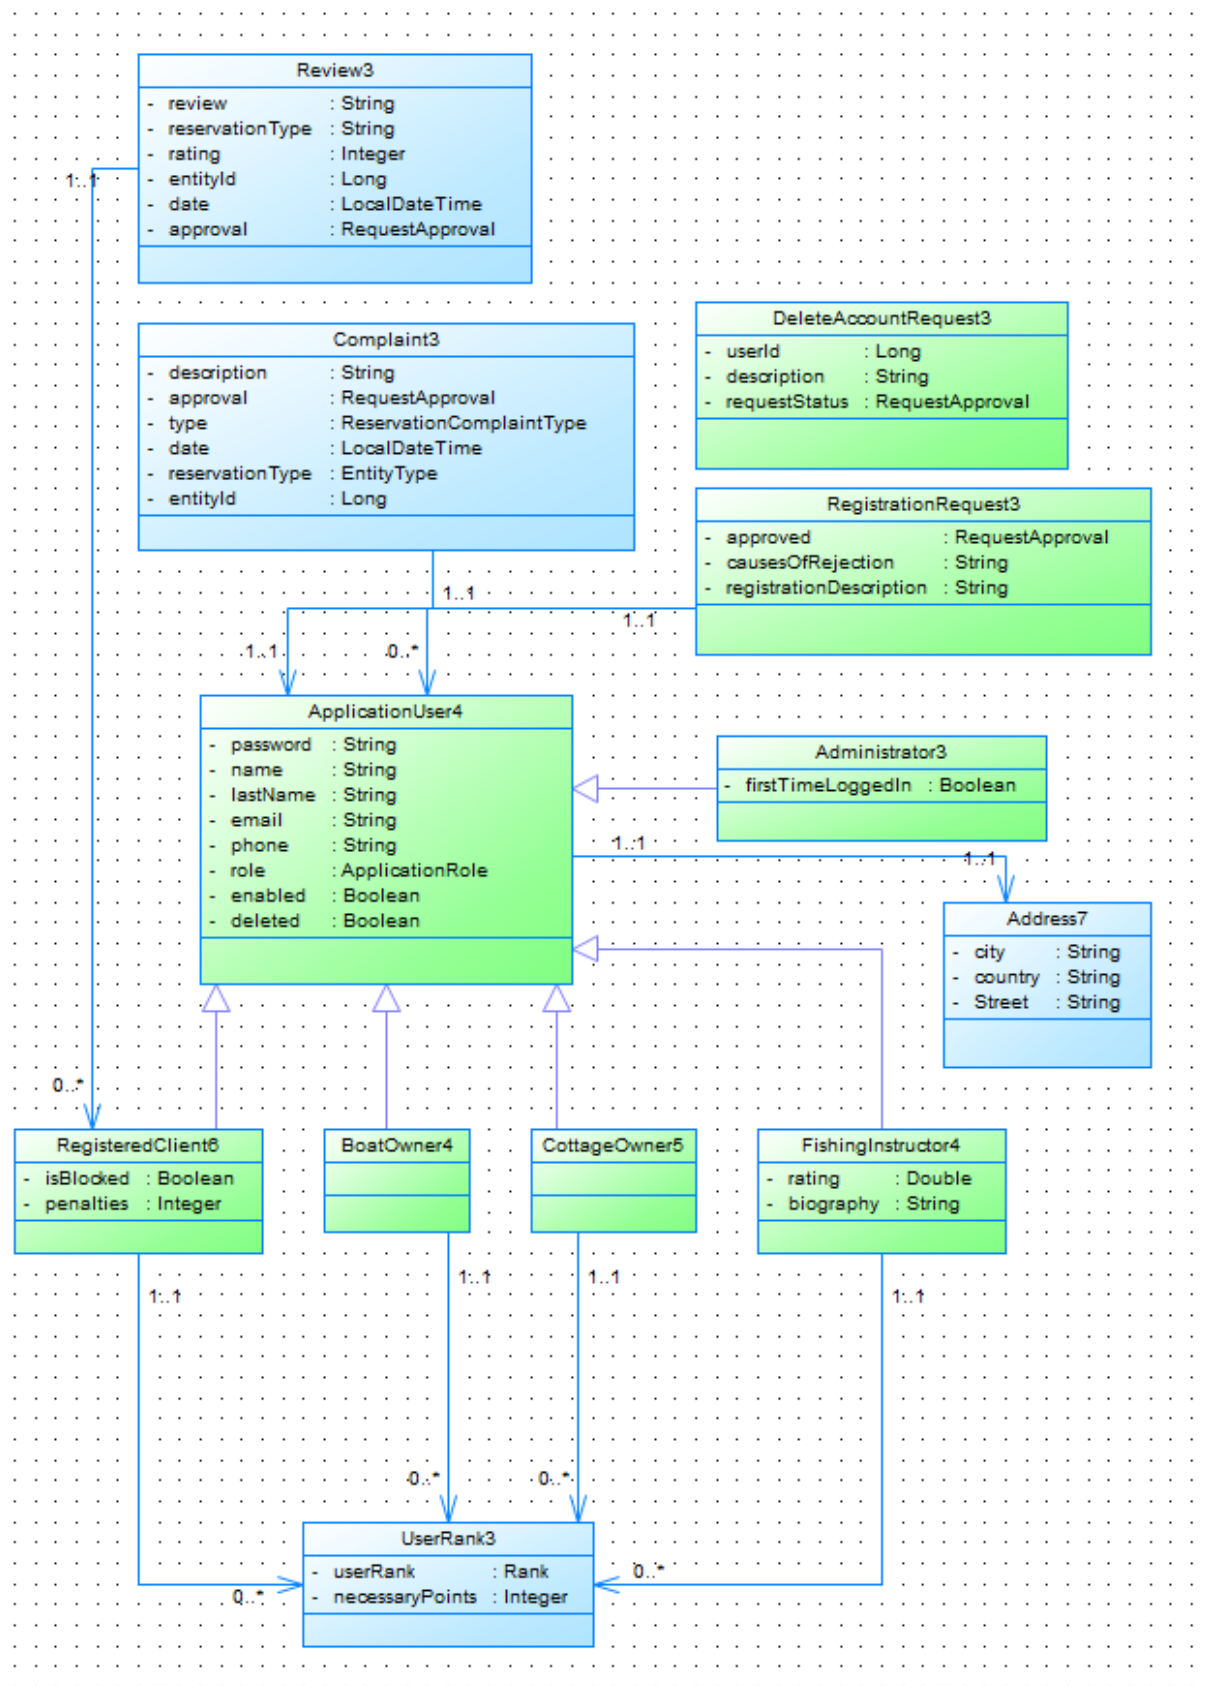 Review3
- review : String
- reservationType : String
- rating : Integer
- entityId : Long
- date : LocalDateTime
- approval : RequestApproval
1..1
DeleteAccountRequest3
- userId : Long
- description : String
- requestStatus : RequestApproval
Complaint3
- description : String
- approval : RequestApproval
- type : ReservationComplaintType
- date : LocalDateTime
- reservationType : EntityType
- entityId : Long
RegistrationRequest3
- approved : RequestApproval
- causesOfRejection : String
- registrationDescription : String
1..1
1..1
1..1
0..*
ApplicationUser4
- password : String
- name : String
- lastName : String
- email : String
- phone : String
- role : ApplicationRole
- enabled : Boolean
- deleted : Boolean
Administrator3
- firstTimeLoggedIn : Boolean
1..1
1..1
Address7
- city : String
- country : String
- Street : String
0..*
RegisteredClient6
- isBlocked : Boolean
- penalties : Integer
BoatOwner4
CottageOwner5
FishingInstructor4
- rating : Double
- biography : String
1..1
1..1
1..1
1..1
0..*
0..*
UserRank3
- userRank : Rank
- necessaryPoints : Integer
0..*
0..*